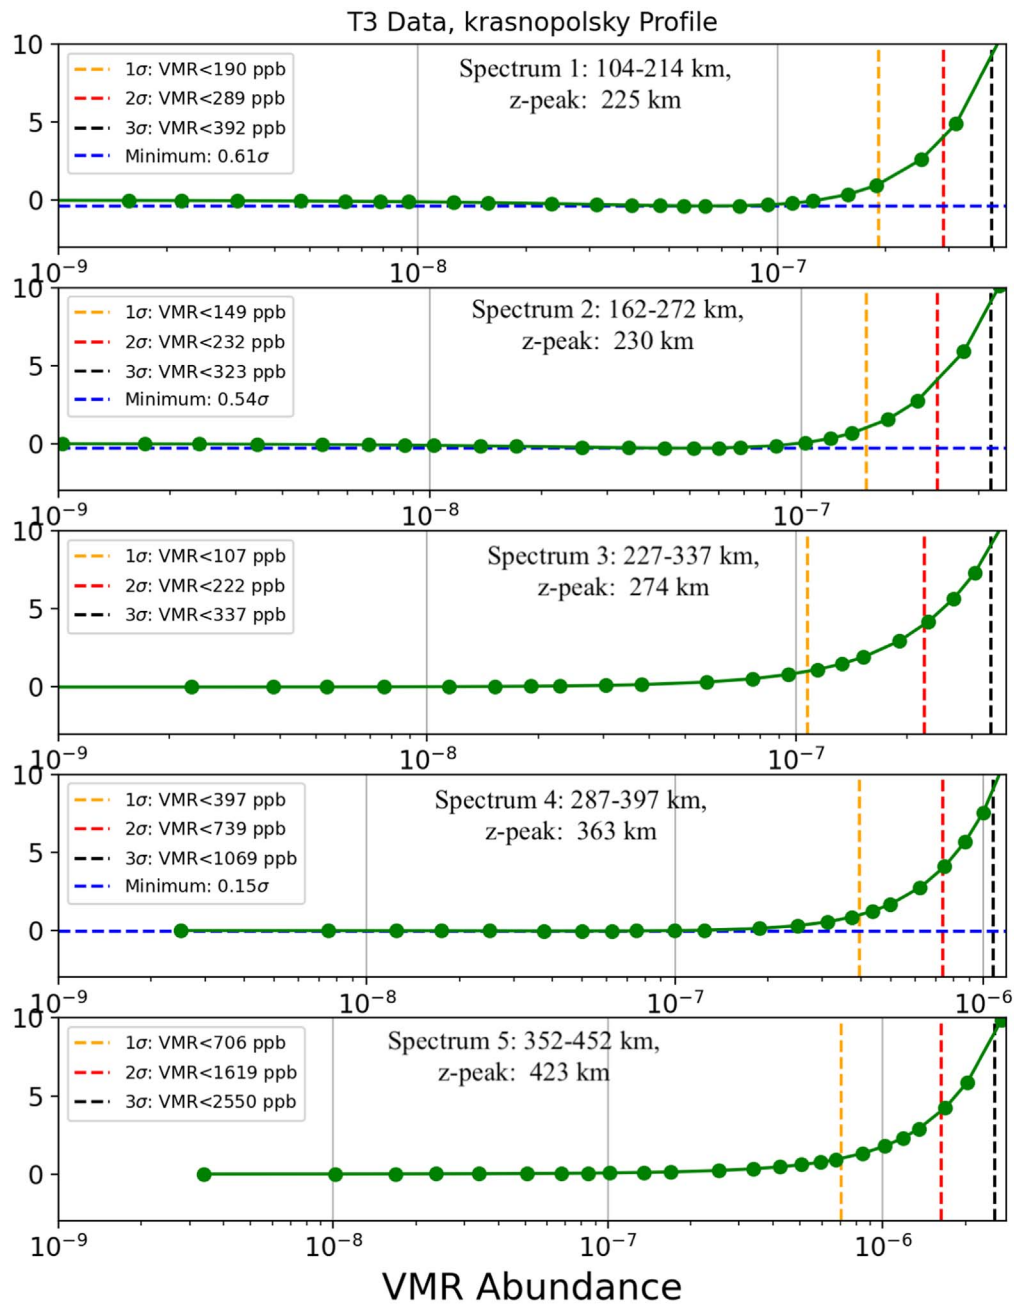 T3 Data, krasnopolsky Profile
10
5
0
1σ: VMR<190 ppb
2σ: VMR<289 ppb
3σ: VMR<392 ppb
Minimum: 0.61σ
Spectrum 1: 104-214 km,
z-peak: 225 km
10⁻⁹ 10⁻⁸ 10⁻⁷
10
5
0
1σ: VMR<149 ppb
2σ: VMR<232 ppb
3σ: VMR<323 ppb
Minimum: 0.54σ
Spectrum 2: 162-272 km,
z-peak: 230 km
10⁻⁹ 10⁻⁸ 10⁻⁷
10
5
0
1σ: VMR<107 ppb
2σ: VMR<222 ppb
3σ: VMR<337 ppb
Spectrum 3: 227-337 km,
z-peak: 274 km
10⁻⁹ 10⁻⁸ 10⁻⁷
10
5
0
1σ: VMR<397 ppb
2σ: VMR<739 ppb
3σ: VMR<1069 ppb
Minimum: 0.15σ
Spectrum 4: 287-397 km,
z-peak: 363 km
10⁻⁹ 10⁻⁸ 10⁻⁷ 10⁻⁶
10
5
0
1σ: VMR<706 ppb
2σ: VMR<1619 ppb
3σ: VMR<2550 ppb
Spectrum 5: 352-452 km,
z-peak: 423 km
10⁻⁹ 10⁻⁸ 10⁻⁷ 10⁻⁶
VMR Abundance